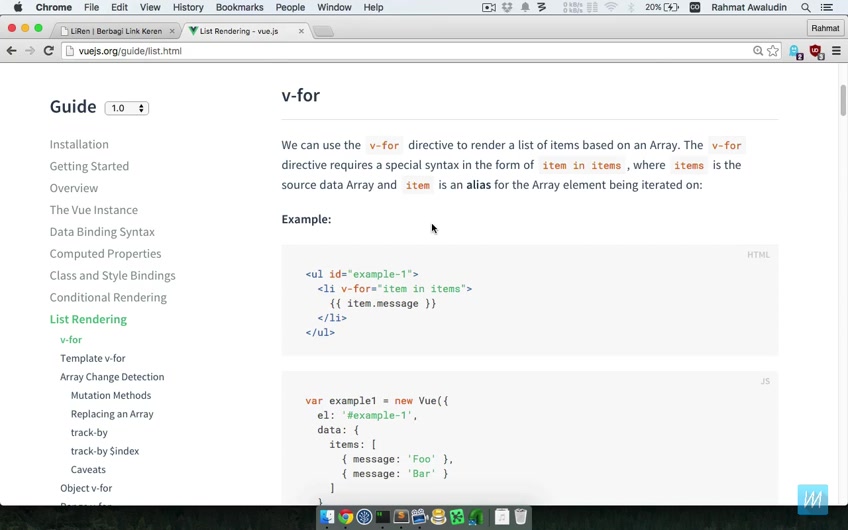 Chrome File Edit View History Bookmarks People Window Help 20% Rahmat Awaludin
LiRen | Berbagi Link Keren
List Rendering - vue.js
Rahmat
vuejs.org/guide/list.html
Guide 1.0
Installation
Getting Started
Overview
The Vue Instance
Data Binding Syntax
Computed Properties
Class and Style Bindings
Conditional Rendering
List Rendering
v-for
Template v-for
Array Change Detection
Mutation Methods
Replacing an Array
track-by
track-by $index
Caveats
Object v-for
v-for
We can use the v-for directive to render a list of items based on an Array. The v-for
directive requires a special syntax in the form of item in items , where items is the
source data Array and item is an alias for the Array element being iterated on:
Example:
HTML
<ul id="example-1">
<li v-for="item in items">
{{ item.message }}
</li>
</ul>
JS
var example1 = new Vue({
el: '#example-1',
data: {
items: [
{ message: 'Foo' },
{ message: 'Bar' }
]
}